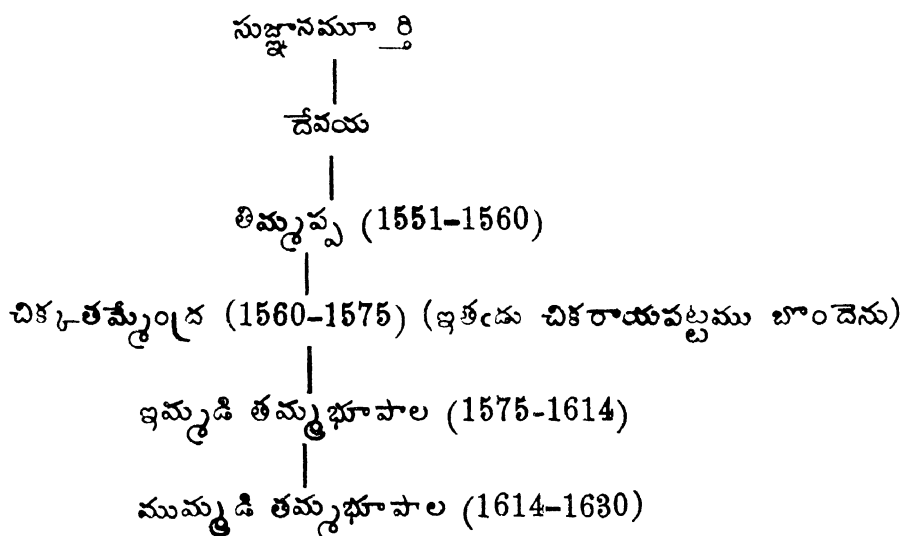 సుజ్ఞానమూర్తి
దేవయ
తిమ్మప్ప (1551–1560)
చిక్కతమ్మేంద్ర (1560–1575) (ఇతఁడు చికరాయపట్టము బొందెను)
ఇమ్మడి తమ్మభూపాల (1575-1614)
ముమ్మడి తమ్మభూపాల (1614–1630)